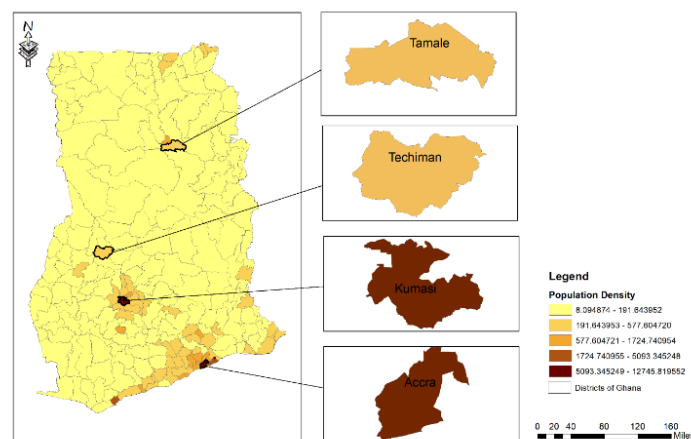 N
Tamale
Techiman
Kumasi
Accra
Legend
Population Density
8.094874 - 191.643952
191.643953 - 577.604720
577.604721 - 1724.740954
1724.740955 - 5093.345248
5093.345249 - 12745.819552
Districts of Ghana
0 20 40 80 120 160
Miles